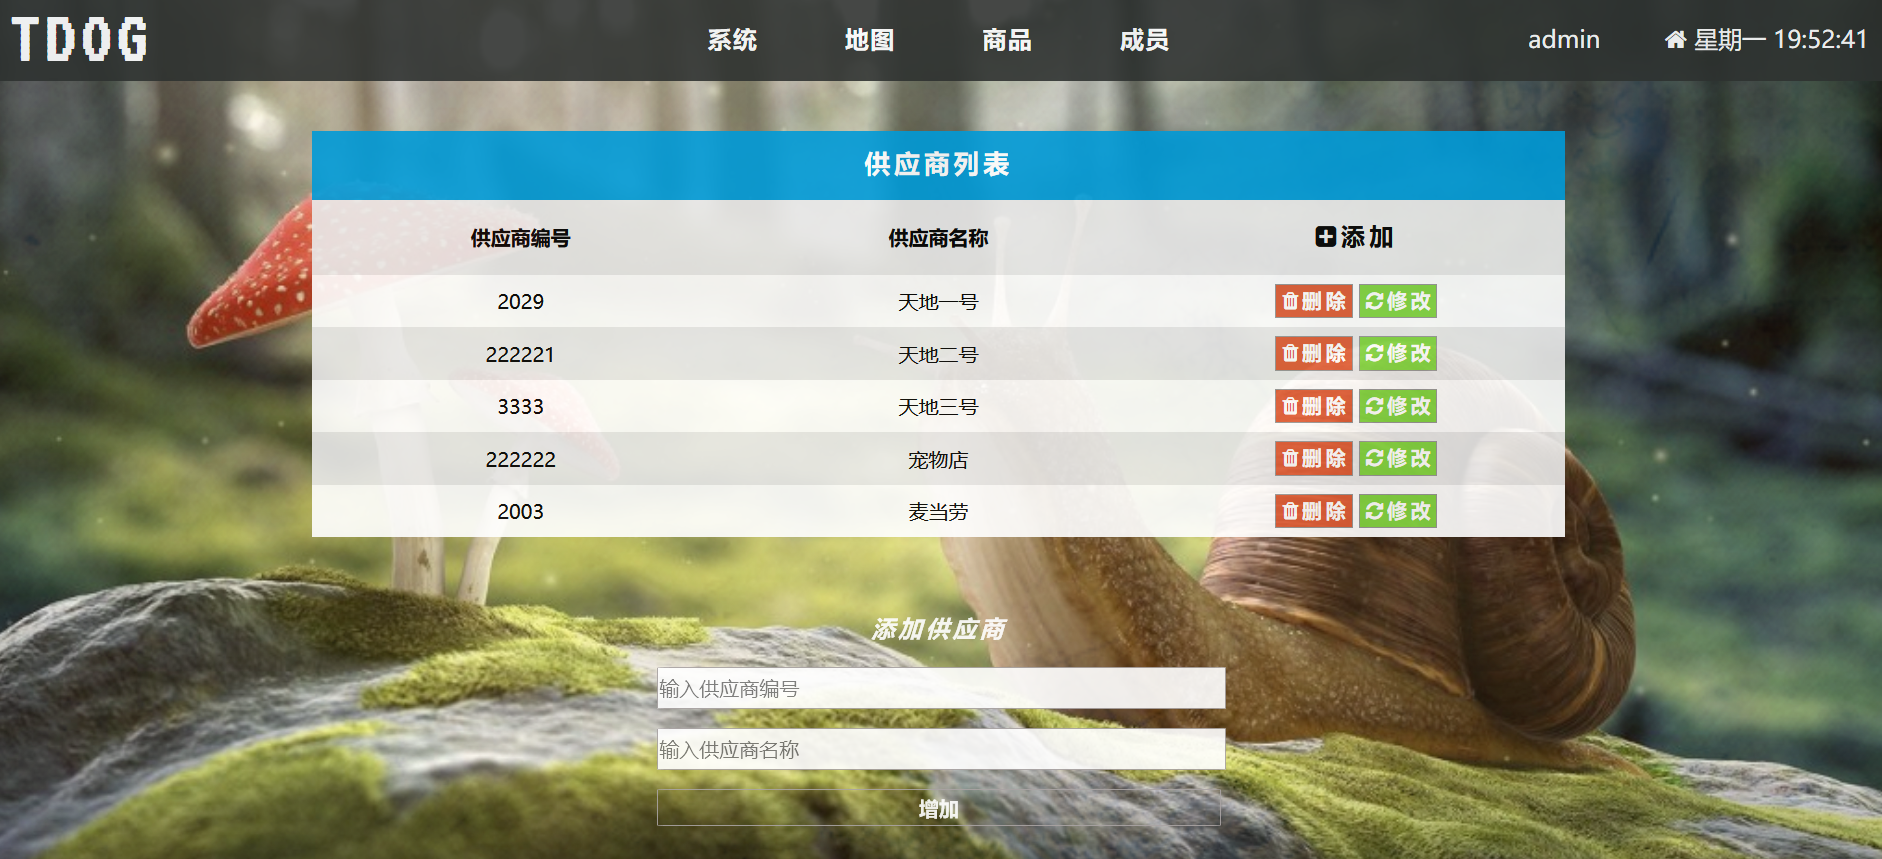 TDOG 系统 地图 商品 成员 admin 星期一 19:52:41
供应商列表
供应商编号 供应商名称 添加
2029 天地一号 删除 修改
222221 天地二号 删除 修改
3333 天地三号 删除 修改
222222 宠物店 删除 修改
2003 麦当劳 删除 修改
添加供应商
输入供应商编号
输入供应商名称
增加